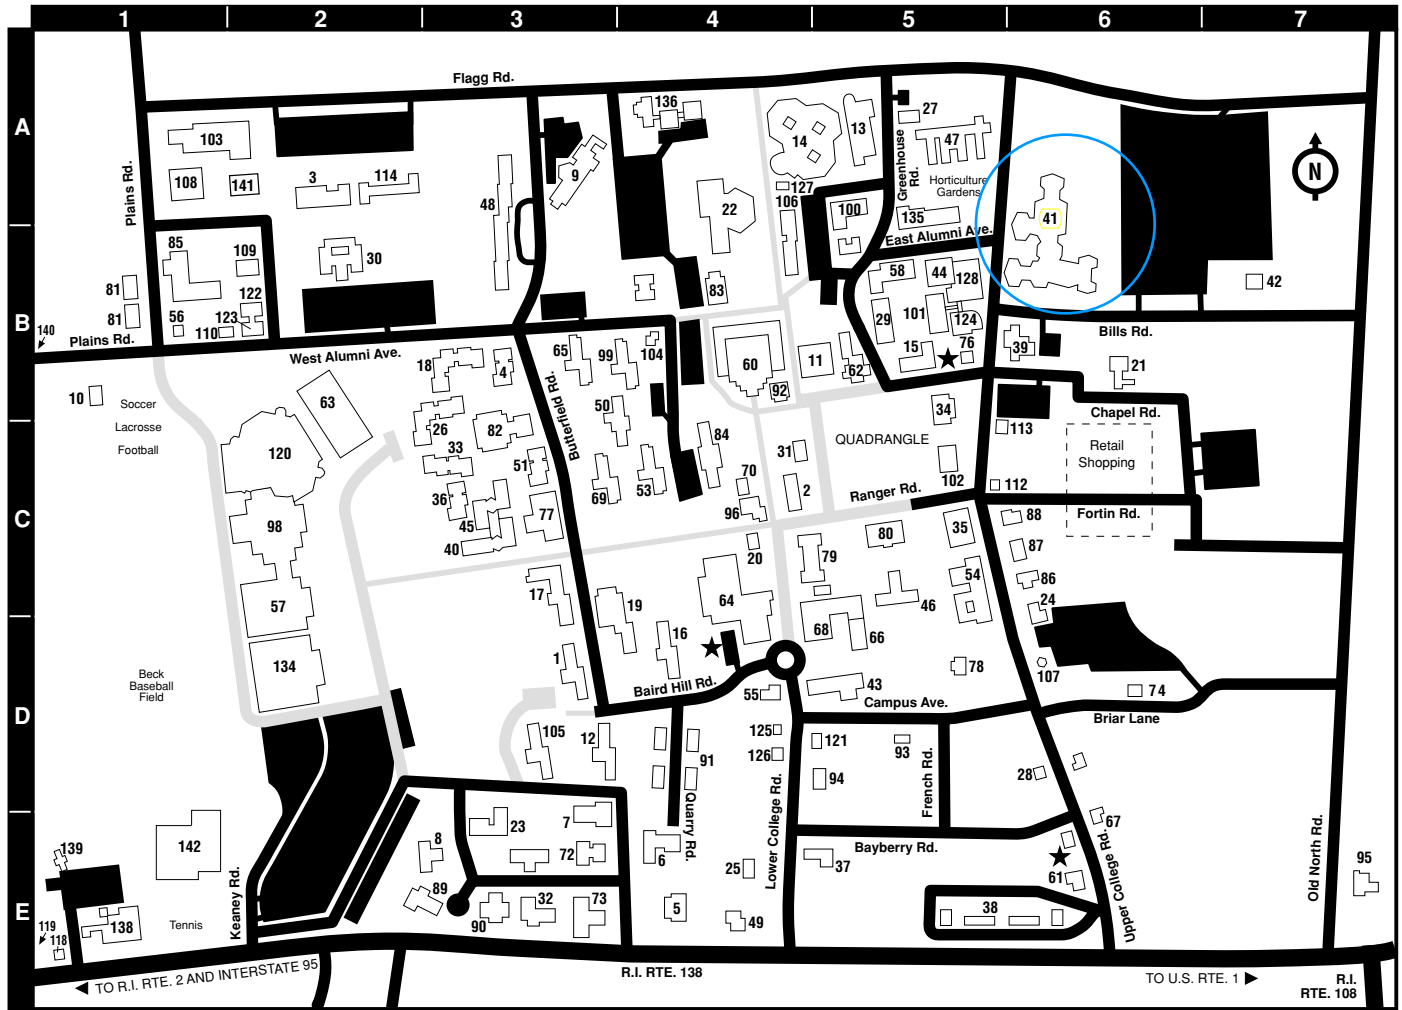 1 2 3 4 5 6 7
Flagg Rd.
A
136
27
103
14
13
47
Plains Rd.
Greenhouse Rd.
N
108
141
3
114
9
Horticulture
Gardens
127
48
22
106
100
135
41
East Alumni Ave.
85
109
30
58
44
128
81
122
83
42
81
56
123
110
B
29
101
124
140
Plains Rd.
West Alumni Ave.
Bills Rd.
18
4
65
99
104
60
11
62
15
76
39
21
10
Soccer
Lacrosse
Football
63
Butterfield Rd.
50
92
34
Chapel Rd.
26
82
84
QUADRANGLE
113
Retail
Shopping
120
33
51
31
69
53
70
2
102
112
36
Ranger Rd.
C
98
45
77
96
88
Fortin Rd.
40
20
79
80
35
87
17
54
86
57
19
64
46
24
68
66
16
134
1
78
107
Beck
Baseball
Field
Baird Hill Rd.
55
43
74
D
Campus Ave.
Briar Lane
105
12
125
121
93
91
126
94
French Rd.
28
Quarry Rd.
Lower College Rd.
23
7
67
139
142
8
72
6
Bayberry Rd.
Upper College Rd.
Old North Rd.
95
25
37
61
Keaney Rd.
89
E
138
Tennis
90
32
73
5
49
38
119
118
TO R.I. RTE. 2 AND INTERSTATE 95
R.I. RTE. 138
TO U.S. RTE. 1
R.I.
RTE. 108